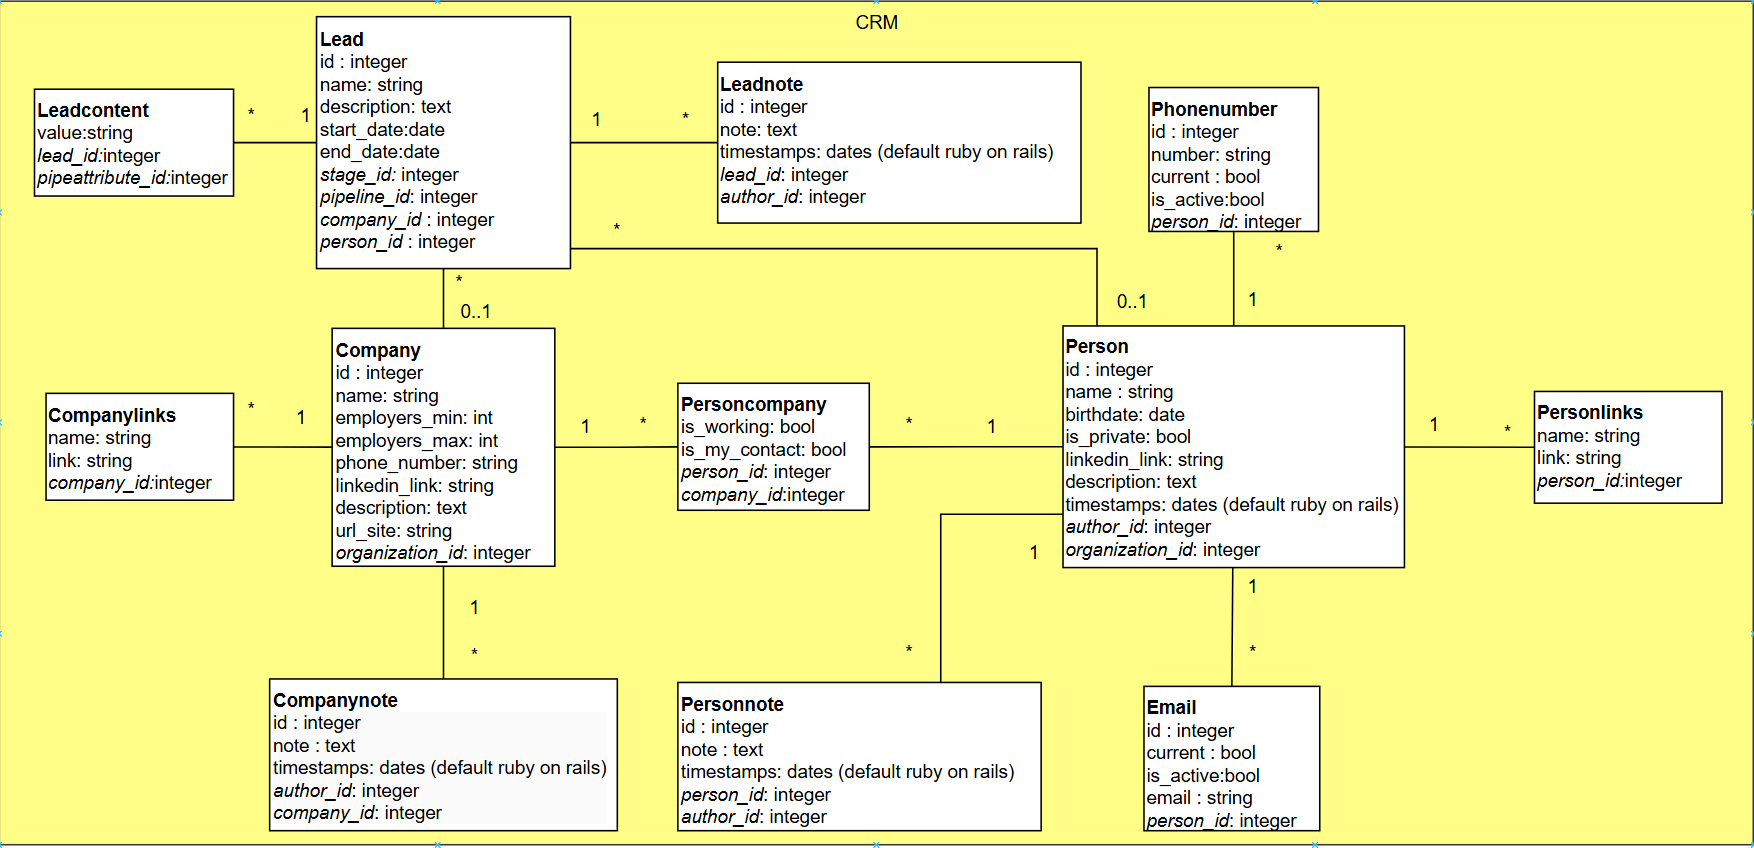 CRM
Lead
id : integer
name: string
description: text
start_date:date
end_date:date
stage_id: integer
pipeline_id: integer
company_id : integer
person_id : integer
Leadcontent
value:string
lead_id:integer
pipeattribute_id:integer
* 1
Leadnote
id : integer
note: text
timestamps: dates (default ruby on rails)
lead_id: integer
author_id: integer
1 *
Phonenumber
id : integer
number: string
current : bool
is_active:bool
person_id: integer
*
1
*
0..1
*
0..1
Company
id : integer
name: string
employers_min: int
employers_max: int
phone_number: string
linkedin_link: string
description: text
url_site: string
organization_id: integer
Companylinks
name: string
link: string
company_id:integer
* 1
Personcompany
is_working: bool
is_my_contact: bool
person_id: integer
company_id:integer
1 *
* 1
Person
id : integer
name : string
birthdate: date
is_private: bool
linkedin_link: string
description: text
timestamps: dates (default ruby on rails)
author_id: integer
organization_id: integer
1 *
Personlinks
name: string
link: string
person_id:integer
1
*
1
*
1
*
Companynote
id : integer
note : text
timestamps: dates (default ruby on rails)
author_id: integer
company_id: integer
Personnote
id : integer
note : text
timestamps: dates (default ruby on rails)
person_id: integer
author_id: integer
Email
id : integer
current : bool
is_active:bool
email : string
person_id: integer